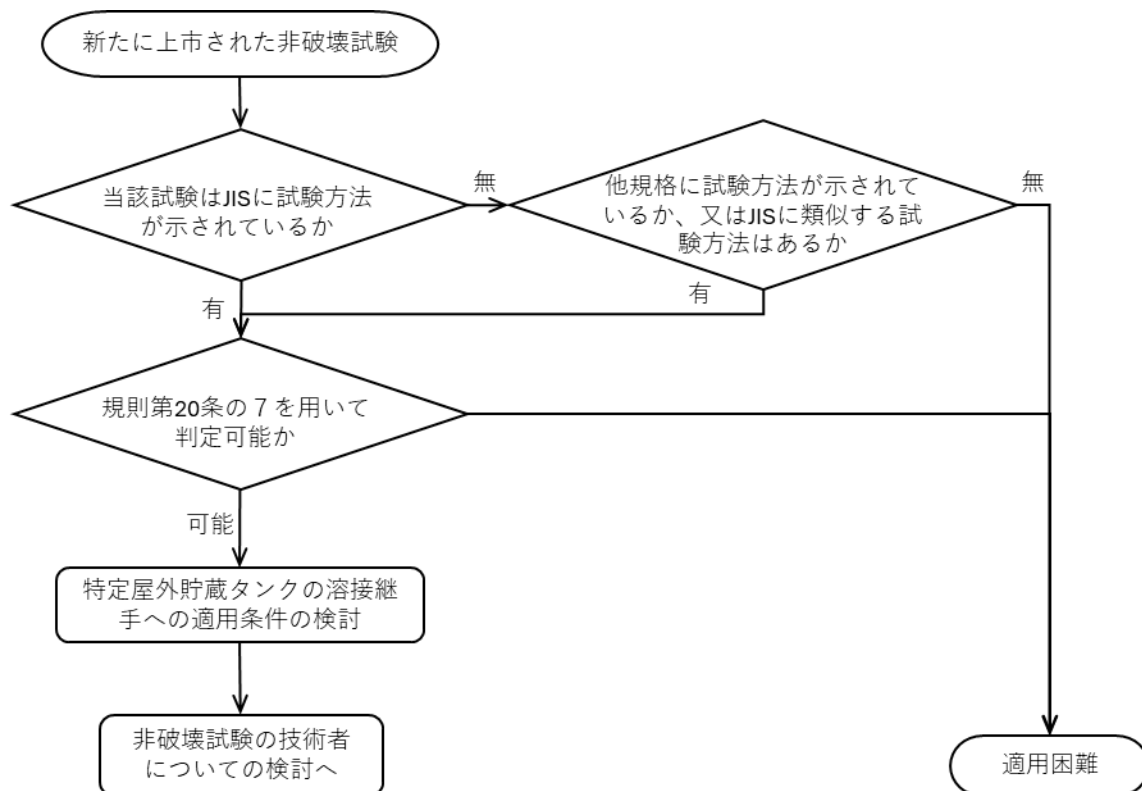 新たに上市された非破壊試験
当該試験はJISに試験方法
が示されているか
無
他規格に試験方法が示されて
いるか、又はJISに類似する試
験方法はあるか
無
有
有
規則第20条の７を用いて
判定可能か
可能
特定屋外貯蔵タンクの溶接継
手への適用条件の検討
非破壊試験の技術者
についての検討へ
適用困難